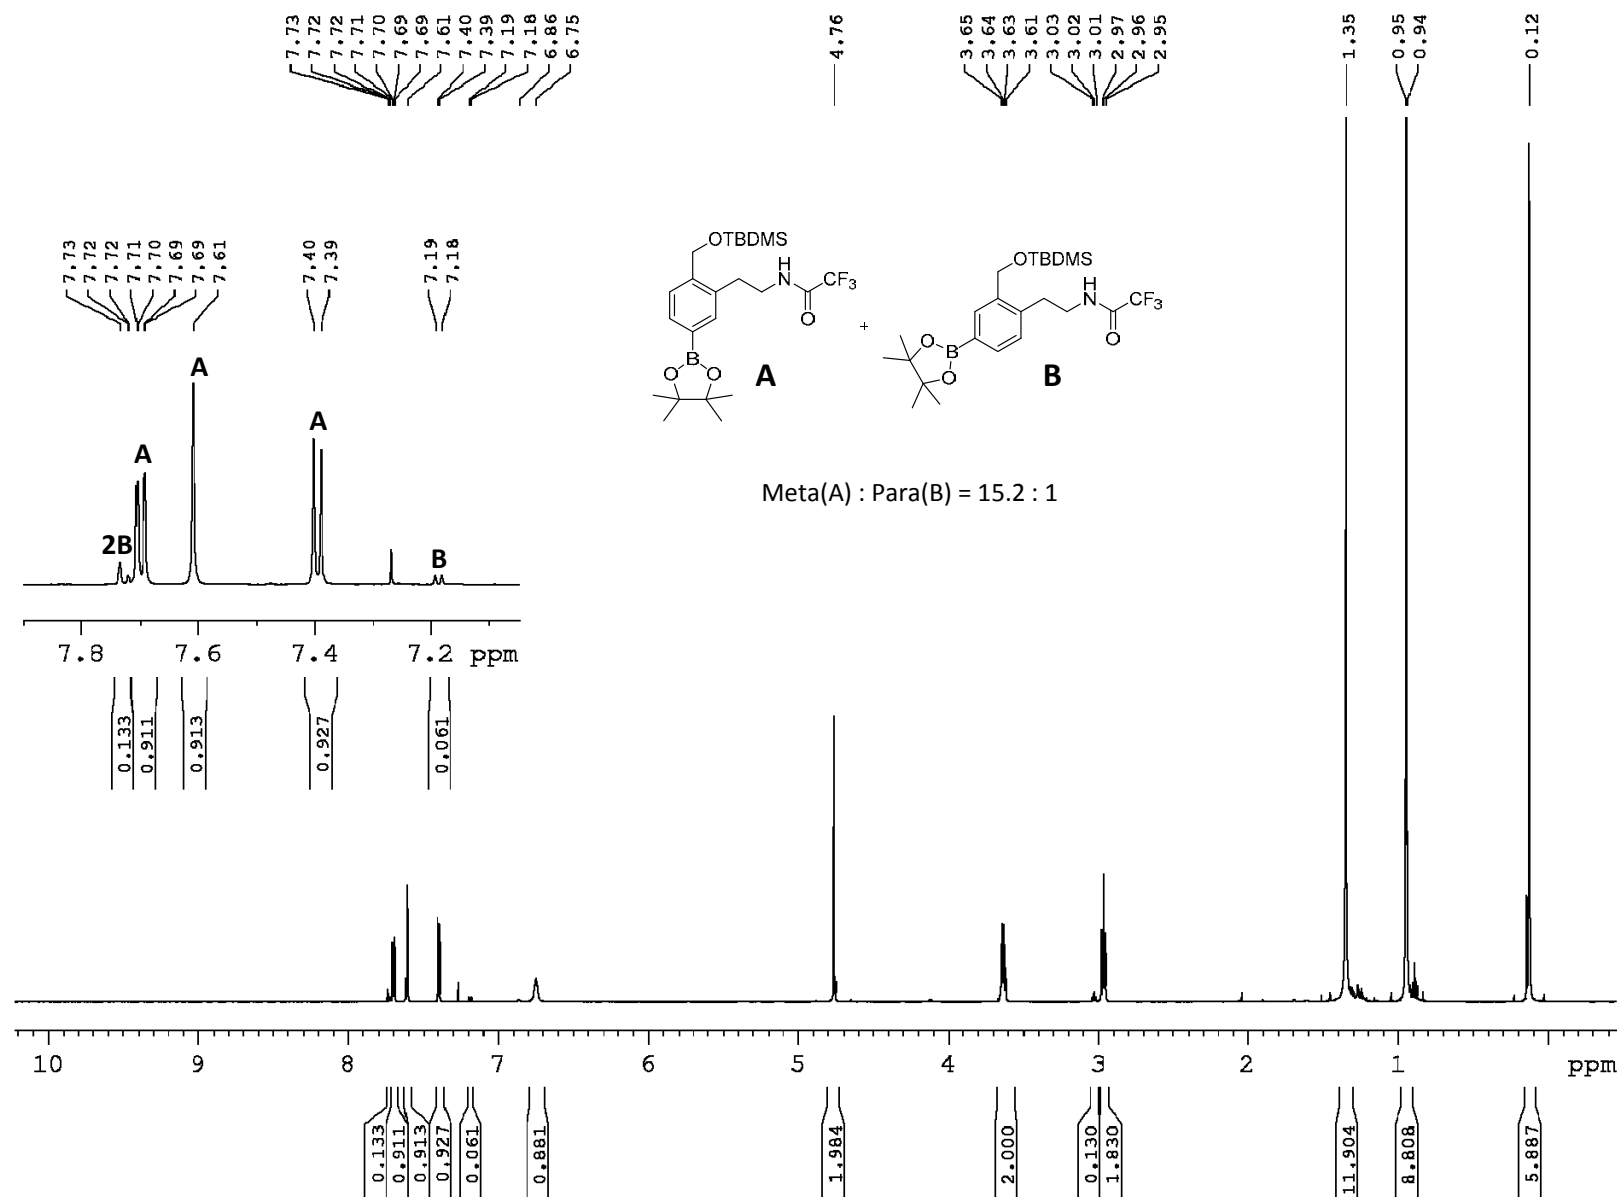 7.73
7.72
7.72
7.71
7.70
7.69
7.69
7.61
7.40
7.39
7.19
7.18
6.86
6.75
4.76
3.65
3.64
3.63
3.61
3.03
3.02
3.01
2.97
2.96
2.95
1.35
0.95
0.94
0.12
7.73
7.72
7.72
7.71
7.70
7.69
7.69
7.61
7.40
7.39
7.19
7.18
2B
A
A
A
B
7.8 7.6 7.4 7.2 ppm
0.133
0.911
0.913
0.927
0.061
OTBDMS
H
N
CF3
O
B
O O
A
+
OTBDMS
H
N
CF3
O
O
B
O
B
Meta(A) : Para(B) = 15.2 : 1
10 9 8 7 6 5 4 3 2 1 ppm
0.133
0.911
0.913
0.927
0.061
0.881
1.984
2.000
0.130
1.830
11.904
8.808
5.887